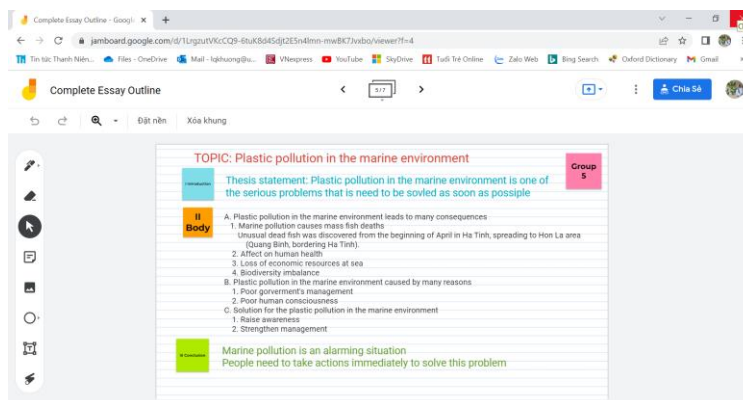 Complete Essay Outline - Googl
jamboard.google.com/d/1LrgzutVKcCQ9-6tuK8d4Sdjt2E5n4lmn-mwBK7Jvxbo/viewer?f=4
Tin tức Thanh Niên... Files - OneDrive Mail - lqkhuong@u... VNexpress YouTube SkyDrive Tuổi Trẻ Online Zalo Web Bing Search Oxford Dictionary Gmail
Complete Essay Outline
5/7
Chia Sẻ
Đặt nền Xóa khung
TOPIC: Plastic pollution in the marine environment
Group
5
I Introduction
Thesis statement: Plastic pollution in the marine environment is one of
the serious problems that is need to be sovled as soon as possiple
II
Body
A. Plastic pollution in the marine environment leads to many consequences
1. Marine pollution causes mass fish deaths
Unusual dead fish was discovered from the beginning of April in Ha Tinh, spreading to Hon La area
(Quang Binh, bordering Ha Tinh).
2. Affect on human health
3. Loss of economic resources at sea
4. Biodiversity imbalance
B. Plastic pollution in the marine environment caused by many reasons
1. Poor gorverment's management
2. Poor human consciousness
C. Solution for the plastic pollution in the marine environment
1. Raise awareness
2. Strengthen management
III Conclusion
Marine pollution is an alarming situation
People need to take actions immediately to solve this problem